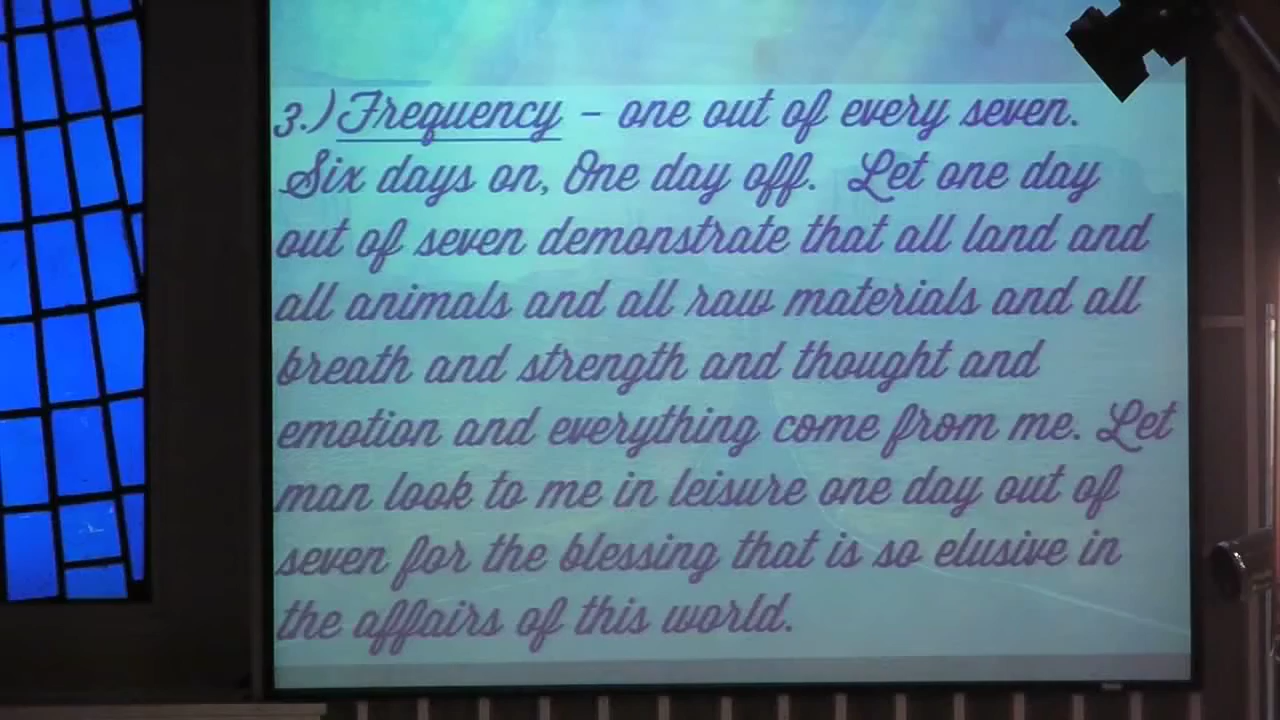 3.) Frequency – one out of every seven.
Six days on, One day off. Let one day
out of seven demonstrate that all land and
all animals and all raw materials and all
breath and strength and thought and
emotion and everything come from me. Let
man look to me in leisure one day out of
seven for the blessing that is so elusive in
the affairs of this world.